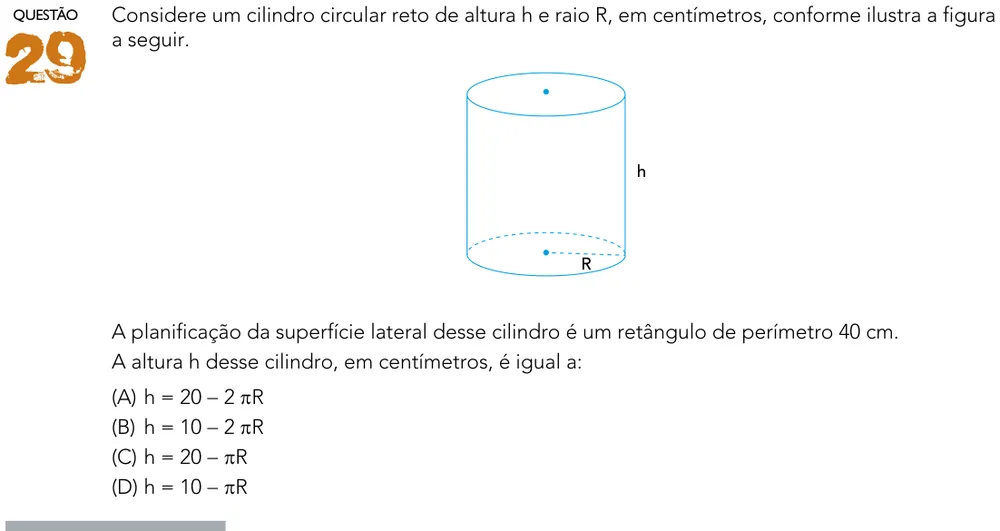 QUESTÃO
29
Considere um cilindro circular reto de altura h e raio R, em centímetros, conforme ilustra a figura
a seguir.
h
R
A planificação da superfície lateral desse cilindro é um retângulo de perímetro 40 cm.
A altura h desse cilindro, em centímetros, é igual a:
(A) h = 20 – 2 πR
(B) h = 10 – 2 πR
(C) h = 20 – πR
(D) h = 10 – πR